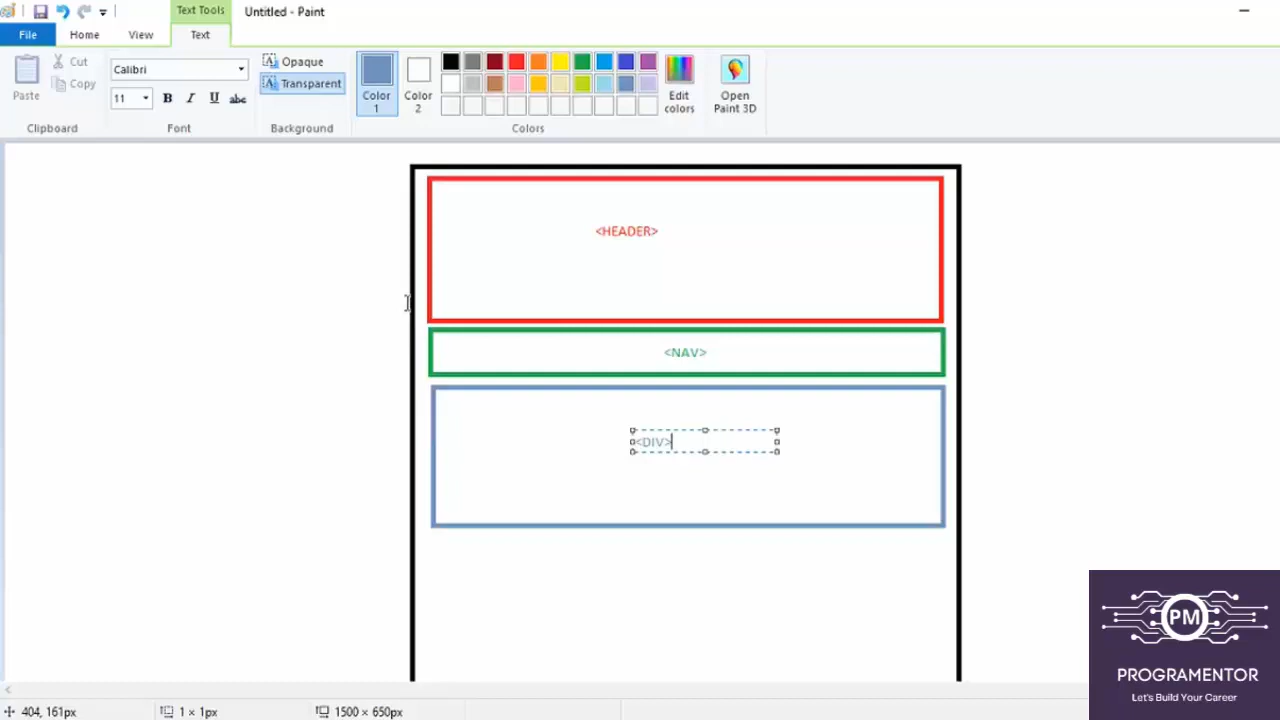 Text Tools
Untitled - Paint
File
Home
View
Text
Paste
Cut
Copy
Clipboard
Calibri
11
B I U abc
Font
Opaque
Transparent
Background
Color 1
Color 2
Edit colors
Colors
Open Paint 3D
<HEADER>
<NAV>
<DIV>
PM
PROGRAMENTOR
Let's Build Your Career
404, 161px
1 × 1px
1500 × 650px